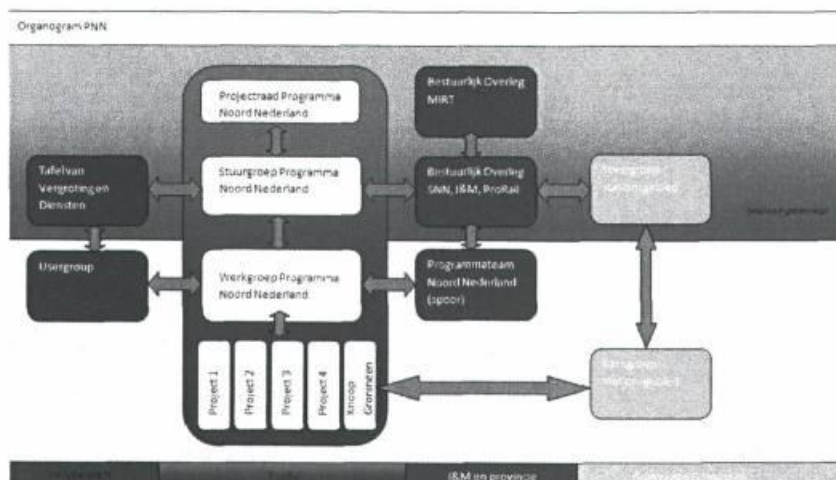 Organogram PNN
Projectraad Programma
Noord Nederland
Bestuurlijk Overleg
MIRT
Tafel van
Vergroting en
Diensten
Stuurgroep Programma
Noord Nederland
Bestuurlijk Overleg
SNN, I&M, ProRail
Usergroup
Werkgroep Programma
Noord Nederland
Programmateam
Noord Nederland
(spoor)
Project 1
Project 2
Project 3
Project 4
Knoop
Groningen
I&M en provincie